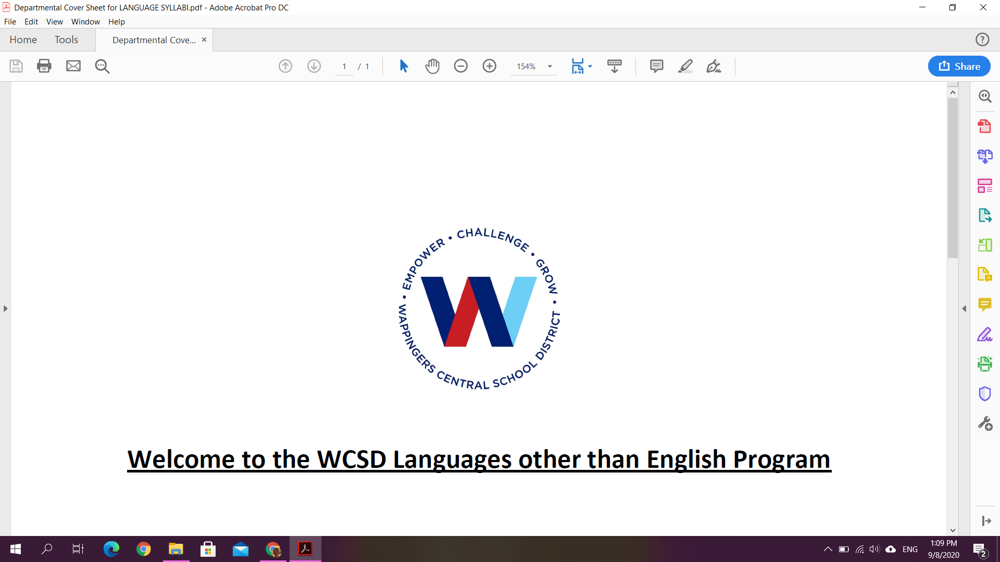 Departmental Cover Sheet for LANGUAGE SYLLABI.pdf - Adobe Acrobat Pro DC
File Edit View Window Help
Home Tools Departmental Cove... ×
1 / 1 154% Share
• EMPOWER • CHALLENGE • GROW •
WAPPINGERS CENTRAL SCHOOL DISTRICT
Welcome to the WCSD Languages other than English Program
ENG
1:09 PM
9/8/2020
2